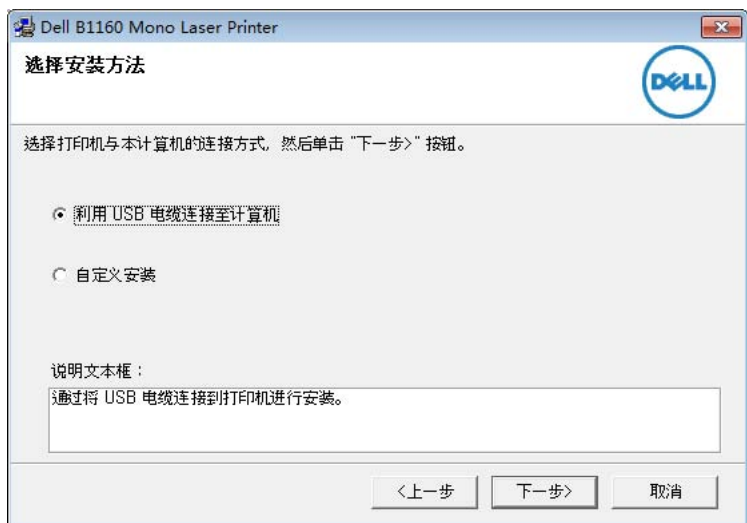 Dell B1160 Mono Laser Printer
选择安装方法
DELL
选择打印机与本计算机的连接方式，然后单击 "下一步>" 按钮。
利用 USB 电缆连接至计算机
自定义安装
说明文本框：
通过将 USB 电缆连接到打印机进行安装。
<上一步 下一步> 取消